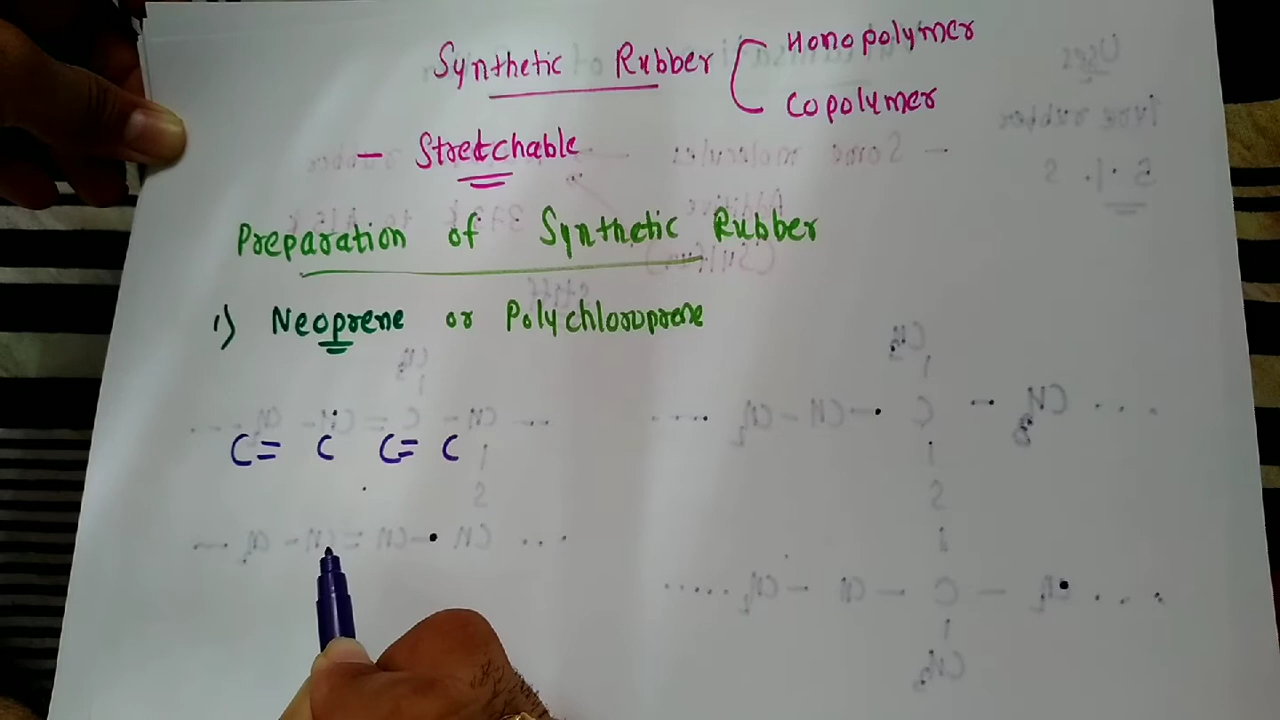 Synthetic Rubber
Homopolymer
Copolymer
- Stretchable
Preparation of Synthetic Rubber
1) Neoprene or Polychloroprene
C= C C= C